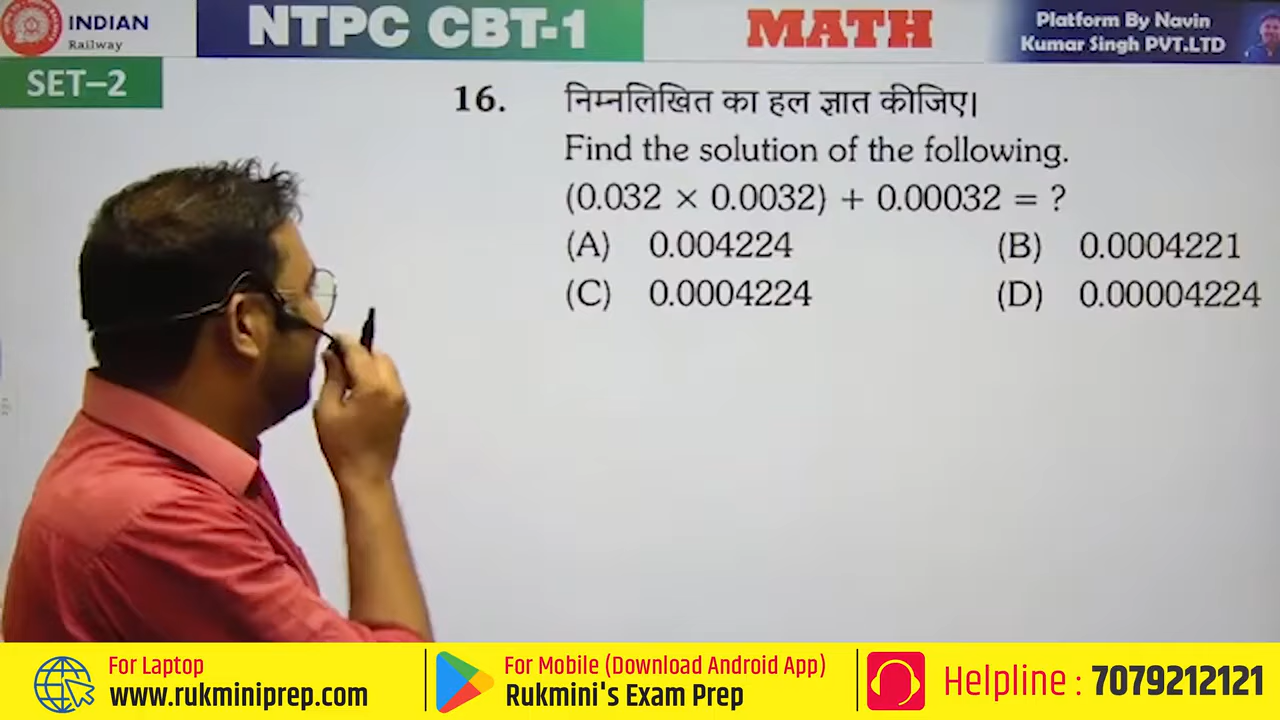 INDIAN
Railway
NTPC CBT-1
MATH
Platform By Navin
Kumar Singh PVT.LTD
SET–2
16. निम्नलिखित का हल ज्ञात कीजिए।
Find the solution of the following.
(0.032 × 0.0032) + 0.00032 = ?
(A) 0.004224 (B) 0.0004221
(C) 0.0004224 (D) 0.00004224
For Laptop
www.rukminiprep.com
For Mobile (Download Android App)
Rukmini's Exam Prep
Helpline : 7079212121